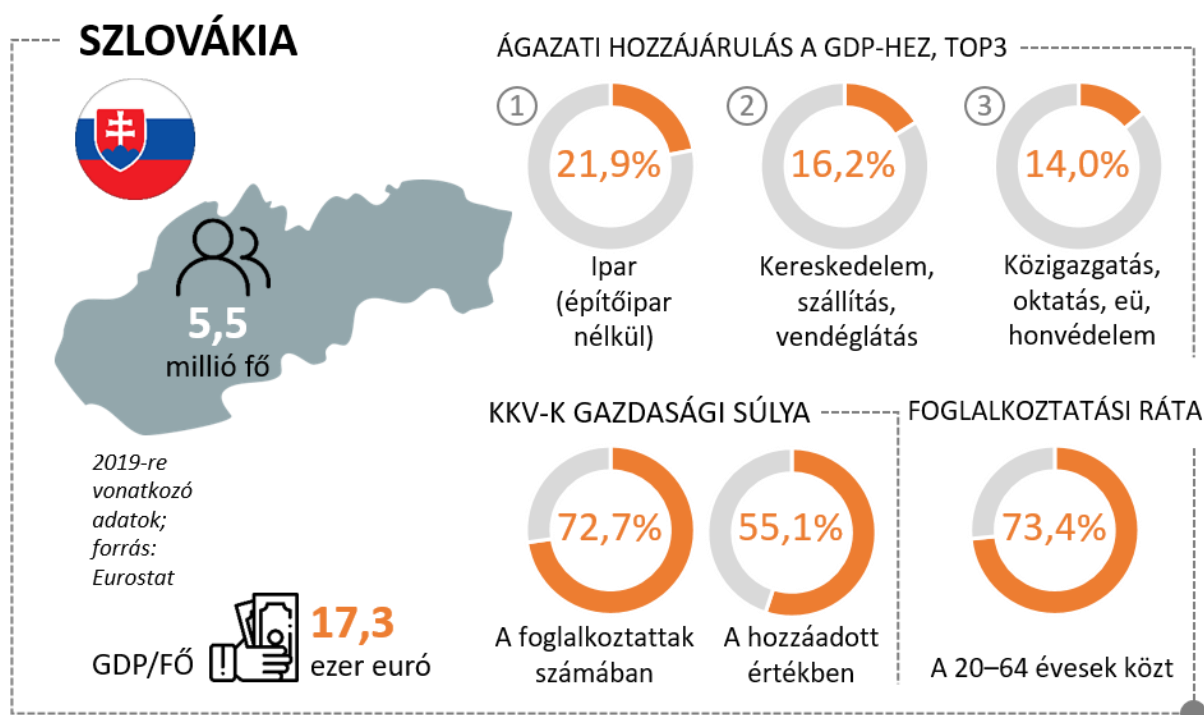 SZLOVÁKIA
5,5
millió fő
2019-re
vonatkozó
adatok;
forrás:
Eurostat
GDP/FŐ
17,3
ezer euró
ÁGAZATI HOZZÁJÁRULÁS A GDP-HEZ, TOP3
1
21,9%
Ipar
(építőipar
nélkül)
2
16,2%
Kereskedelem,
szállítás,
vendéglátás
3
14,0%
Közigazgatás,
oktatás, eü,
honvédelem
KKV-K GAZDASÁGI SÚLYA
72,7%
A foglalkoztattak
számában
55,1%
A hozzáadott
értékben
FOGLALKOZTATÁSI RÁTA
73,4%
A 20–64 évesek közt